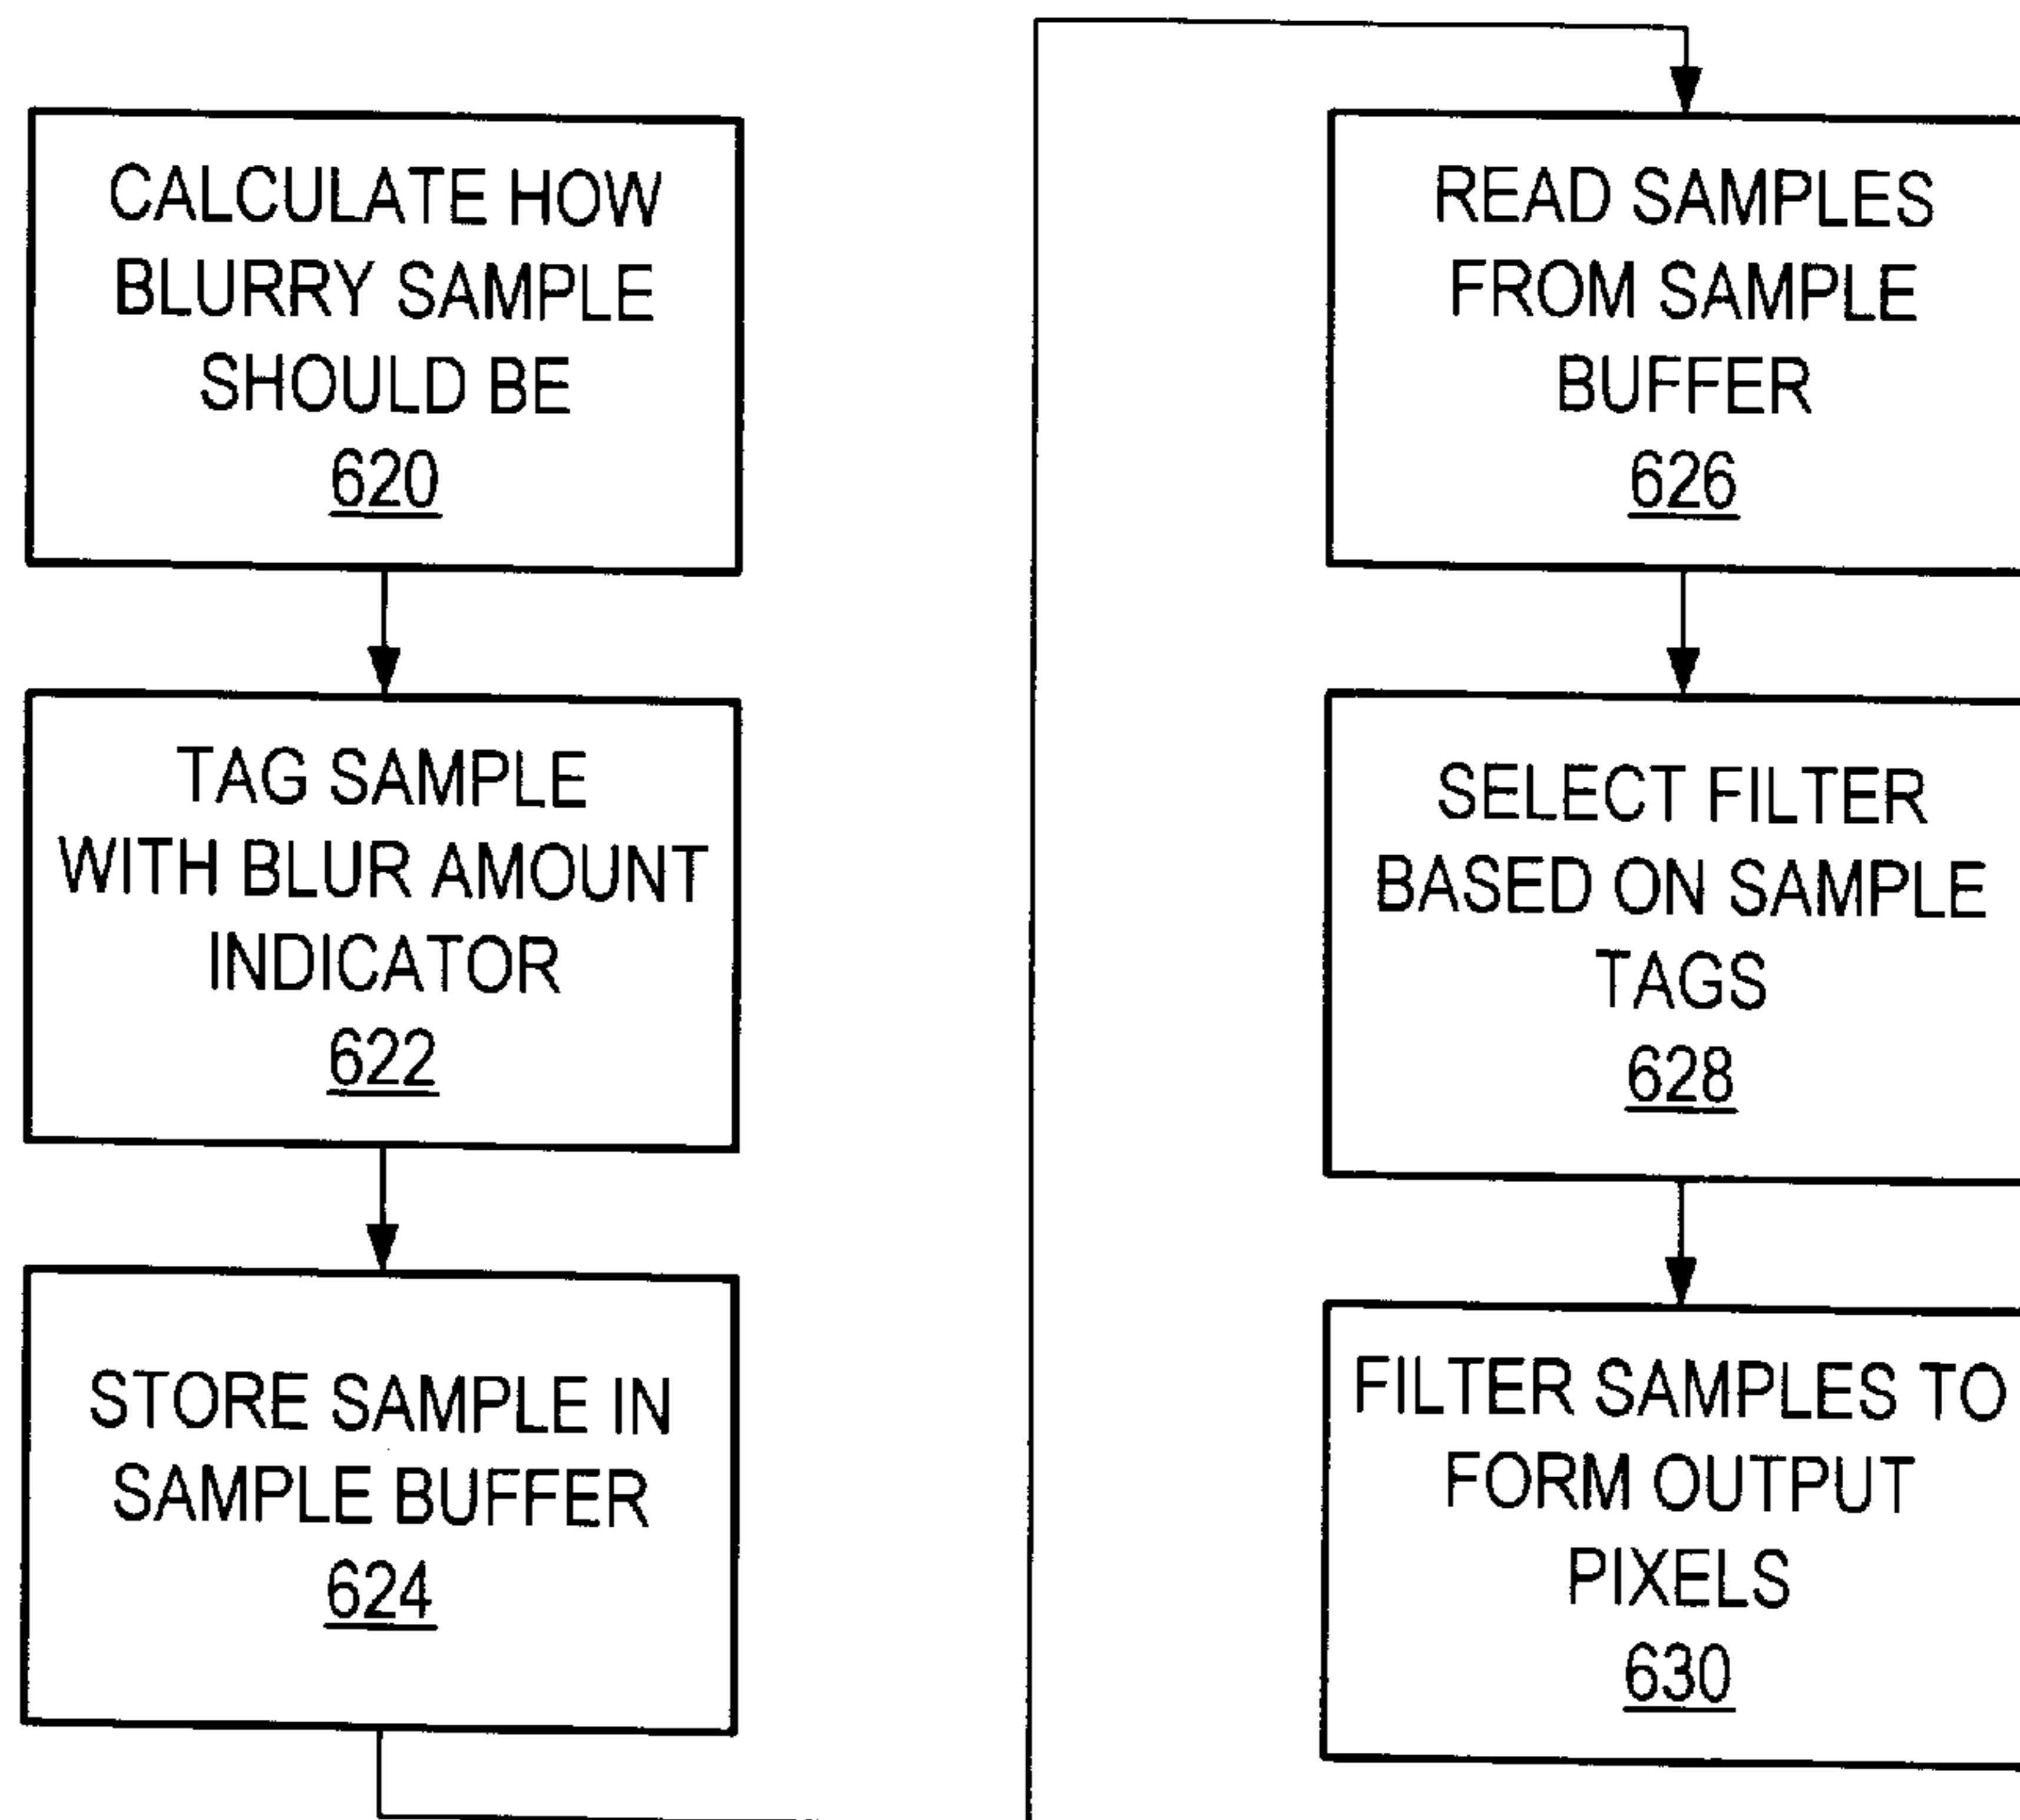 CALCULATE HOW
BLURRY SAMPLE
SHOULD BE
620
TAG SAMPLE
WITH BLUR AMOUNT
INDICATOR
622
STORE SAMPLE IN
SAMPLE BUFFER
624
READ SAMPLES
FROM SAMPLE
BUFFER
626
SELECT FILTER
BASED ON SAMPLE
TAGS
628
FILTER SAMPLES TO
FORM OUTPUT
PIXELS
630